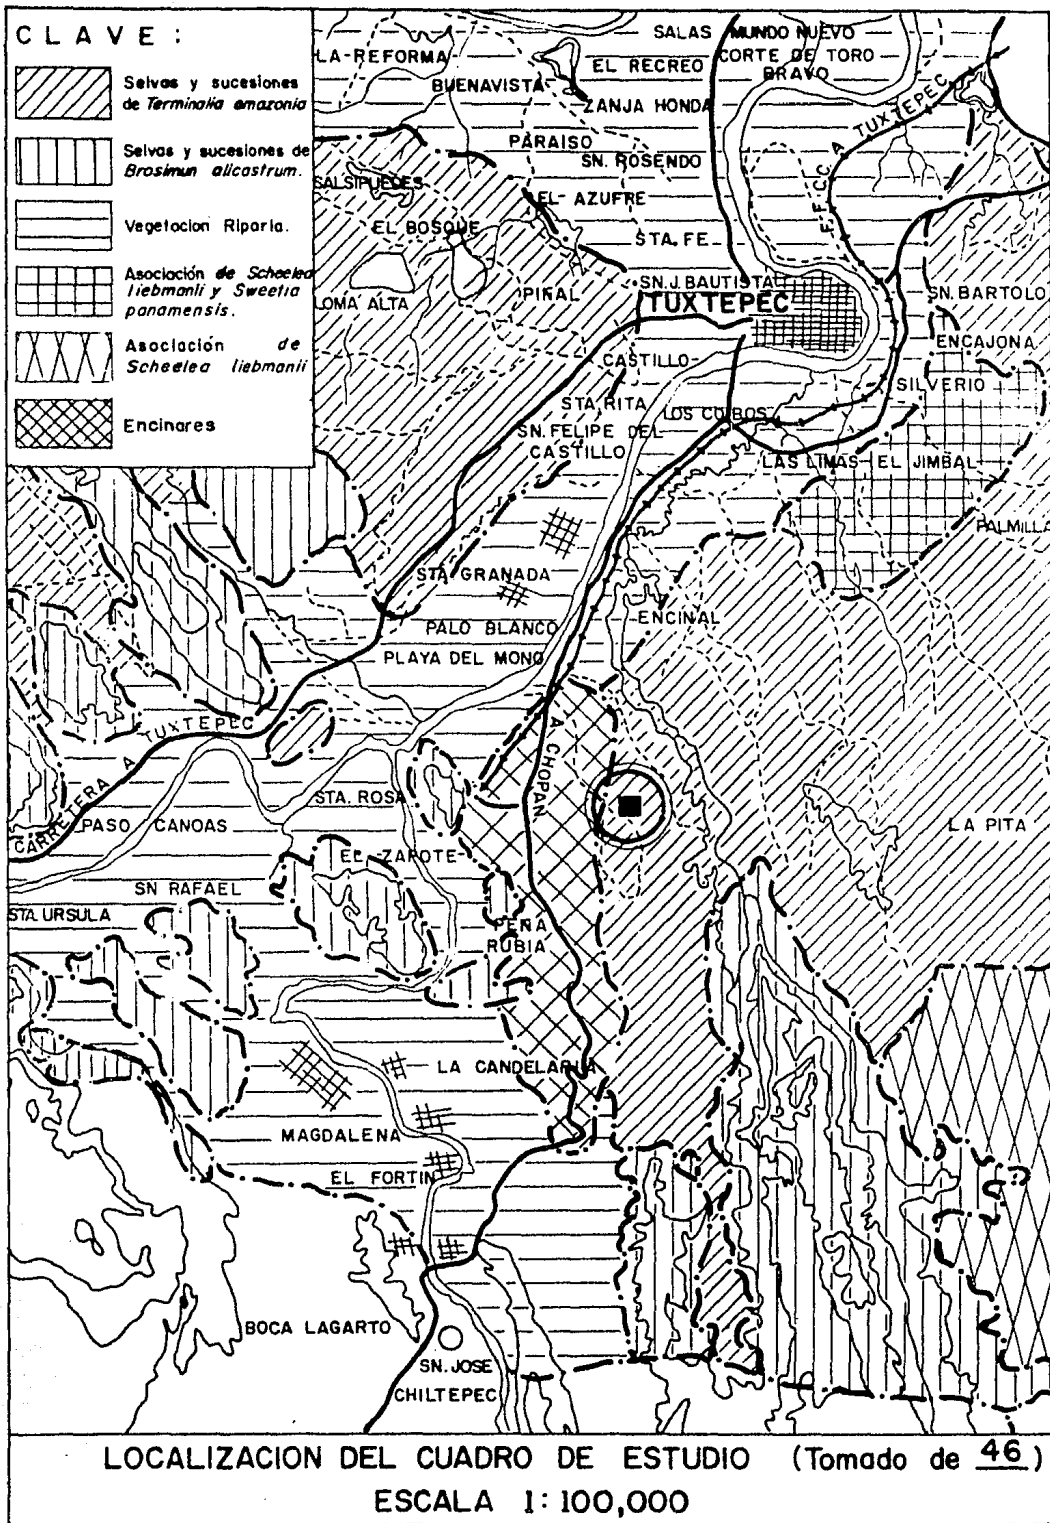 CLAVE:
Selvas y sucesiones
de Terminalia amazonia
Selvas y sucesiones de
Brosimun alicastrum.
Vegetacion Riparia.
Asociación de Scheelea
liebmanii y Sweetia
panamensis.
Asociación de
Scheelea liebmanii
Encinares
LA-REFORMA
BUENAVISTA
SALAS
MUNDO NUEVO
EL RECREO
CORTE DE TORO
BRAVO
ZANJA HONDA
PARAISO
SN. ROSENDO
F F C C A TUXTEPEC
SALSIPUEDES
EL-AZUFRE
EL BOSQUE
STA. FE
LOMA ALTA
PIÑAL
SN. J. BAUTISTA
TUXTEPEC
SN. BARTOLO
ENCAJONA
CASTILLO
SILVERIO
STA. RITA
LOS COBOS
SN. FELIPE DEL
CASTILLO
LAS LIMAS
EL JIMBAL
PALMILLA
STA GRANADA
PALO BLANCO
ENCINAL
PLAYA DEL MONO
CARRETERA A TUXTEPEC
A CHOPAN
STA. ROSA
PASO CANOAS
LA PITA
EL ZAPOTE
SN RAFAEL
STA. URSULA
PEÑA
RUBIA
LA CANDELARIA
MAGDALENA
EL FORTIN
BOCA LAGARTO
SN. JOSE
CHILTEPEC
LOCALIZACION DEL CUADRO DE ESTUDIO (Tomado de 46)
ESCALA 1:100,000